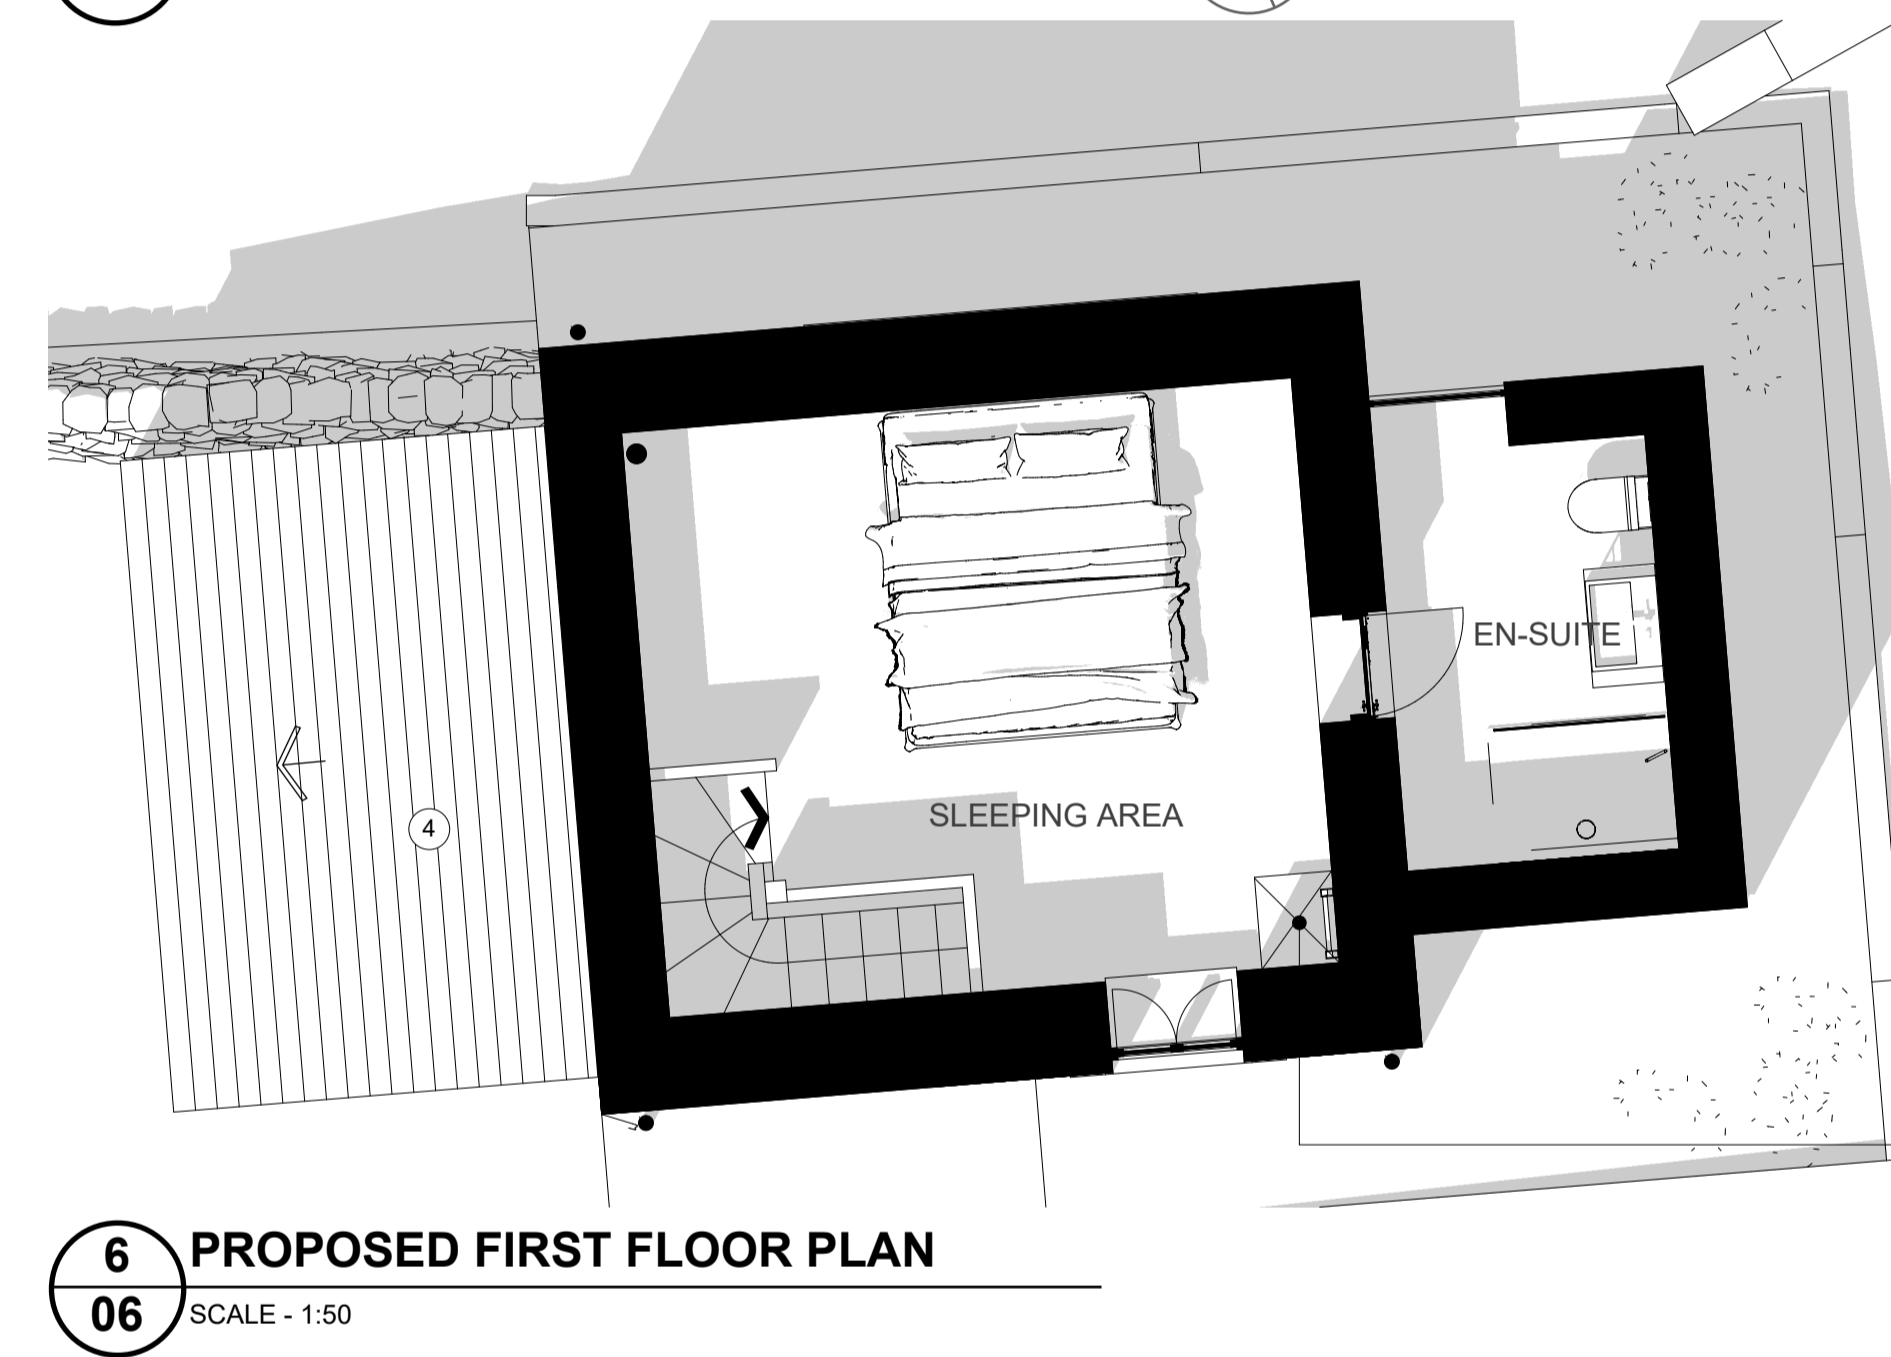 EN-SUITE
SLEEPING AREA
4
6
PROPOSED FIRST FLOOR PLAN
06
SCALE - 1:50